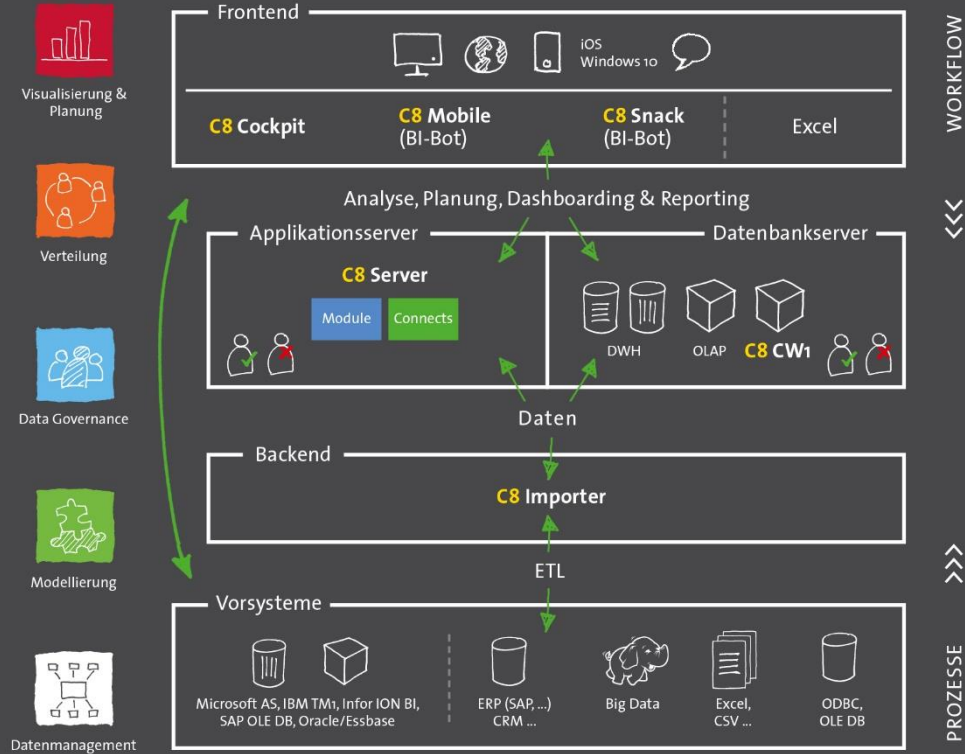 Frontend
iOS
Windows 10
C8 Cockpit
C8 Mobile
(BI-Bot)
C8 Snack
(BI-Bot)
Excel
Analyse, Planung, Dashboarding & Reporting
Applikationsserver
C8 Server
Module
Connects
Datenbankserver
DWH
OLAP
C8 CW1
Daten
Backend
C8 Importer
ETL
Vorsysteme
Microsoft AS, IBM TM1, Infor ION BI,
SAP OLE DB, Oracle/Essbase
ERP (SAP, ...)
CRM ...
Big Data
Excel,
CSV ...
ODBC,
OLE DB
Visualisierung &
Planung
Verteilung
Data Governance
Modellierung
Datenmanagement
WORKFLOW
PROZESSE